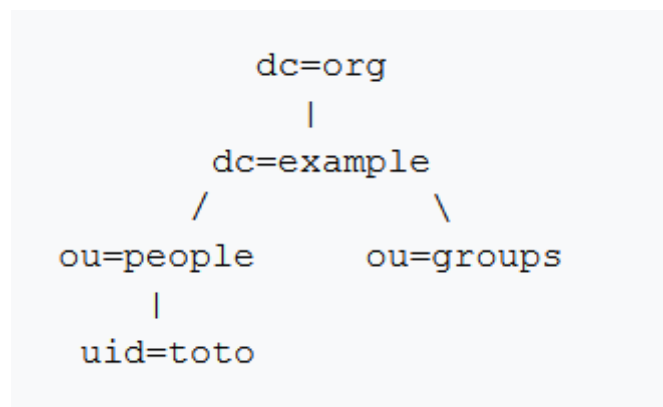 dc=org
|
dc=example
/ \
ou=people ou=groups
|
uid=toto